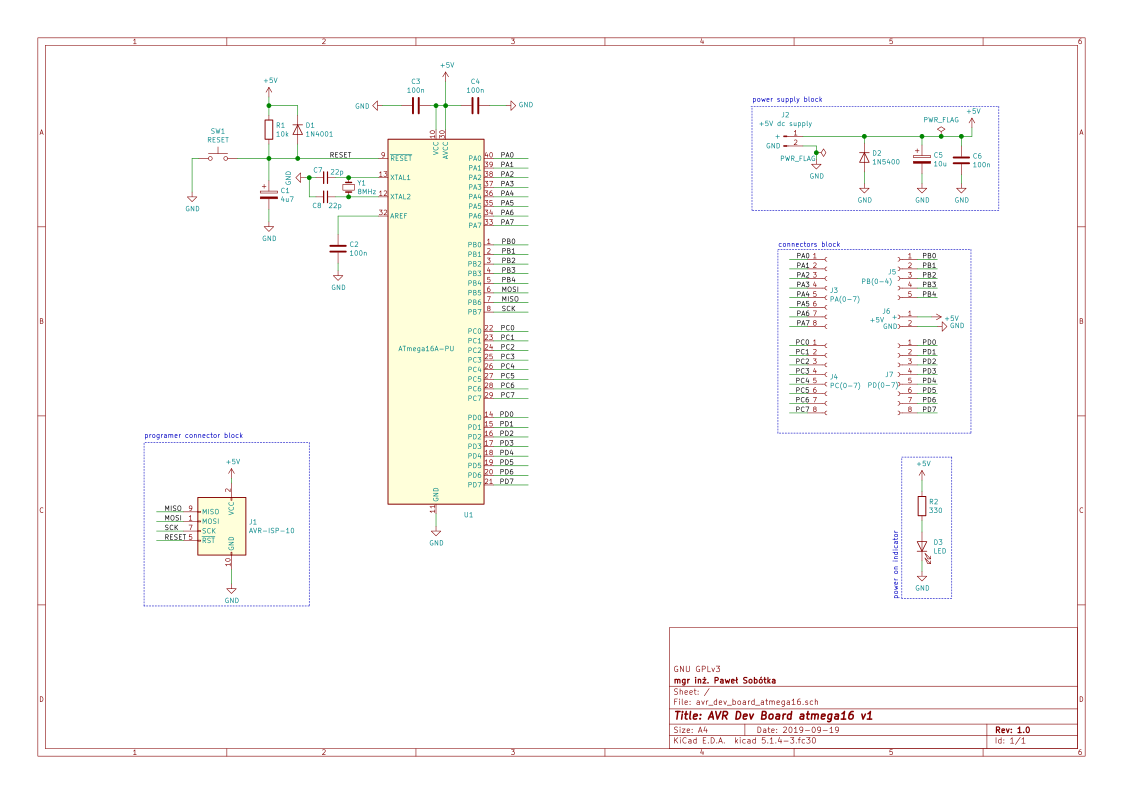 1 2 3 4 5 6
A
B
C
D
+5V
R1
10k
D1
1N4001
SW1
RESET
GND
C1
4u7
GND
RESET
GND
C7 22p
C8 22p
Y1
8MHz
C2
100n
GND
+5V
C3
100n
GND
C4
100n
GND
10 VCC
30 AVCC
9 RESET
13 XTAL1
12 XTAL2
32 AREF
PA0 40 PA0
PA1 39 PA1
PA2 38 PA2
PA3 37 PA3
PA4 36 PA4
PA5 35 PA5
PA6 34 PA6
PA7 33 PA7
PB0 1 PB0
PB1 2 PB1
PB2 3 PB2
PB3 4 PB3
PB4 5 PB4
PB5 6 MOSI
PB6 7 MISO
PB7 8 SCK
PC0 22 PC0
PC1 23 PC1
PC2 24 PC2
PC3 25 PC3
PC4 26 PC4
PC5 27 PC5
PC6 28 PC6
PC7 29 PC7
PD0 14 PD0
PD1 15 PD1
PD2 16 PD2
PD3 17 PD3
PD4 18 PD4
PD5 19 PD5
PD6 20 PD6
PD7 21 PD7
ATmega16A-PU
GND 11
U1
GND
power supply block
J2
+5V dc supply
+ 1
GND 2
PWR_FLAG
GND
D2
1N5400
GND
PWR_FLAG
+5V
C5
10u
GND
C6
100n
GND
connectors block
PA0 1
PA1 2
PA2 3
PA3 4
PA4 5
PA5 6
PA6 7
PA7 8
J3
PA(0-7)
J5
PB(0-4)
1 PB0
2 PB1
3 PB2
4 PB3
5 PB4
J6
+5V
+ 1 +5V
GND 2 GND
PC0 1
PC1 2
PC2 3
PC3 4
PC4 5
PC5 6
PC6 7
PC7 8
J4
PC(0-7)
J7
PD(0-7)
1 PD0
2 PD1
3 PD2
4 PD3
5 PD4
6 PD5
7 PD6
8 PD7
programer connector block
+5V
2 VCC
MISO 9 MISO
MOSI 1 MOSI
SCK 7 SCK
RESET 5 RST
J1
AVR-ISP-10
GND
10
GND
power on indicator
+5V
R2
330
D3
LED
GND
GNU GPLv3
mgr inż. Paweł Sobótka
Sheet: /
File: avr_dev_board_atmega16.sch
Title: AVR Dev Board atmega16 v1
Size: A4 Date: 2019-09-19 Rev: 1.0
KiCad E.D.A. kicad 5.1.4-3.fc30 Id: 1/1
A
B
C
D
1 2 3 4 5 6